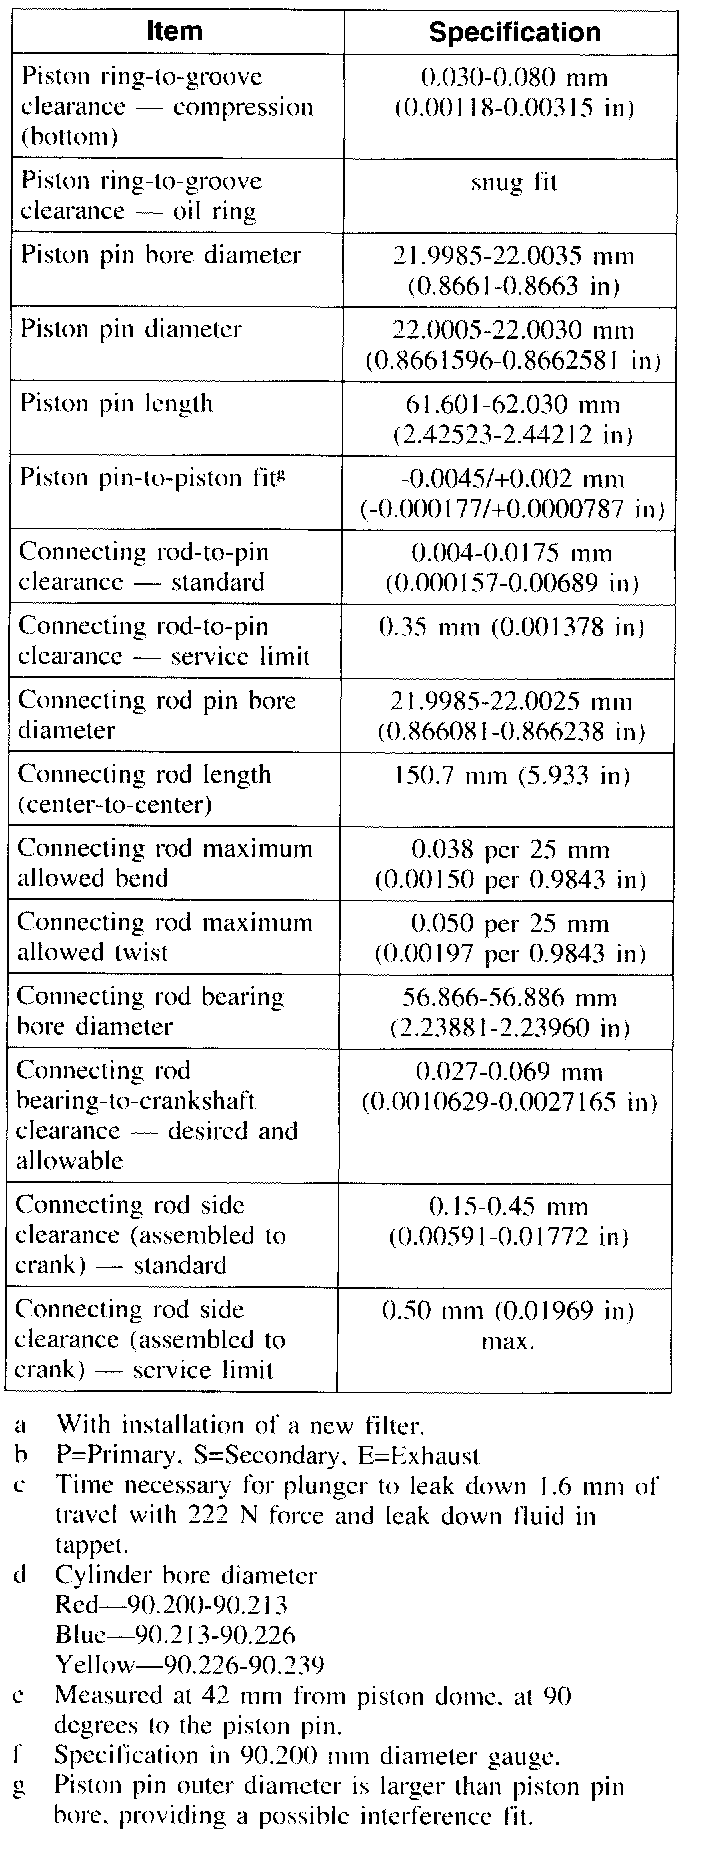 Item Specification
Piston ring-to-groove 0.030-0.080 mm
clearance — compression (0.00118-0.00315 in)
(bottom)
Piston ring-to-groove snug fit
clearance — oil ring
Piston pin bore diameter 21.9985-22.0035 mm
(0.8661-0.8663 in)
Piston pin diameter 22.0005-22.0030 mm
(0.8661596-0.8662581 in)
Piston pin length 61.601-62.030 mm
(2.42523-2.44212 in)
Piston pin-to-piston fitg -0.0045/+0.002 mm
(-0.000177/+0.0000787 in)
Connecting rod-to-pin 0.004-0.0175 mm
clearance — standard (0.000157-0.00689 in)
Connecting rod-to-pin 0.35 mm (0.001378 in)
clearance — service limit
Connecting rod pin bore 21.9985-22.0025 mm
diameter (0.866081-0.866238 in)
Connecting rod length 150.7 mm (5.933 in)
(center-to-center)
Connecting rod maximum 0.038 per 25 mm
allowed bend (0.00150 per 0.9843 in)
Connecting rod maximum 0.050 per 25 mm
allowed twist (0.00197 per 0.9843 in)
Connecting rod bearing 56.866-56.886 mm
bore diameter (2.23881-2.23960 in)
Connecting rod 0.027-0.069 mm
bearing-to-crankshaft (0.0010629-0.0027165 in)
clearance — desired and
allowable
Connecting rod side 0.15-0.45 mm
clearance (assembled to (0.00591-0.01772 in)
crank) — standard
Connecting rod side 0.50 mm (0.01969 in)
clearance (assembled to max.
crank) — service limit
a With installation of a new filter.
b P=Primary, S=Secondary, E=Exhaust
c Time necessary for plunger to leak down 1.6 mm of
travel with 222 N force and leak down fluid in
tappet.
d Cylinder bore diameter
Red—90.200-90.213
Blue—90.213-90.226
Yellow—90.226-90.239
e Measured at 42 mm from piston dome, at 90
degrees to the piston pin.
f Specification in 90.200 mm diameter gauge.
g Piston pin outer diameter is larger than piston pin
bore, providing a possible interference fit.